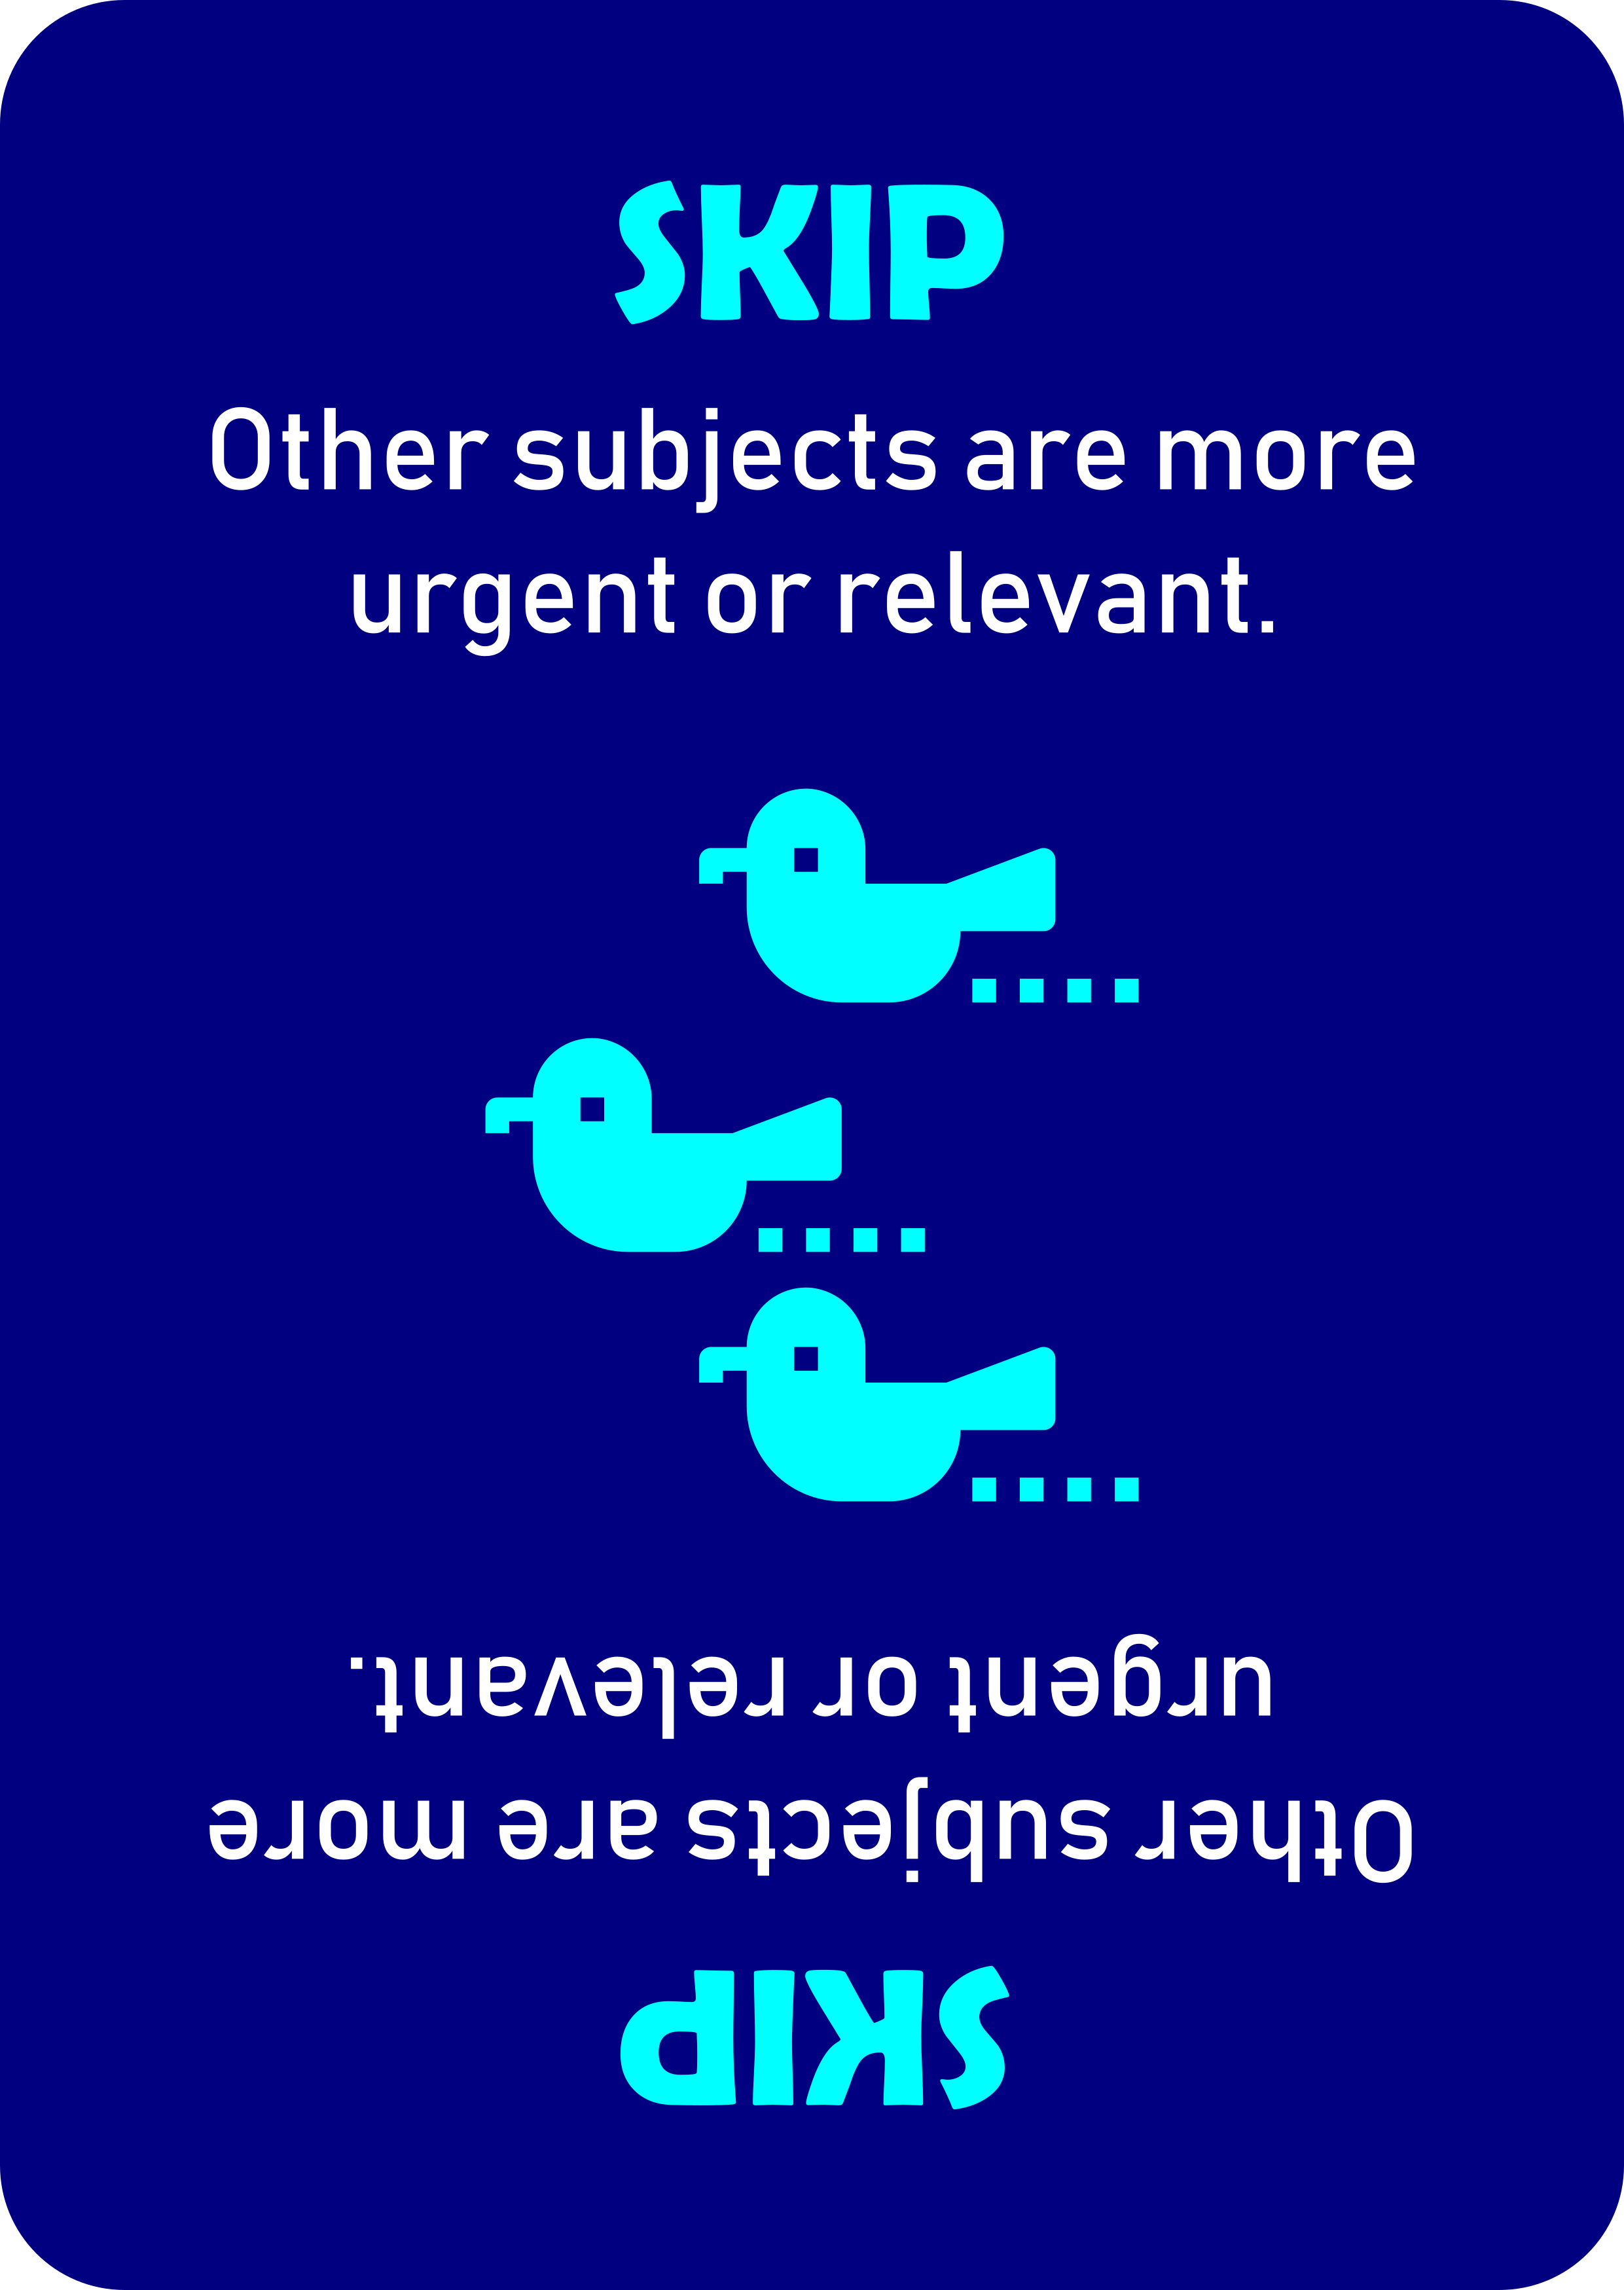 SKIP
Other subjects are more
urgent or relevant.
SKIP
Other subjects are more
urgent or relevant.